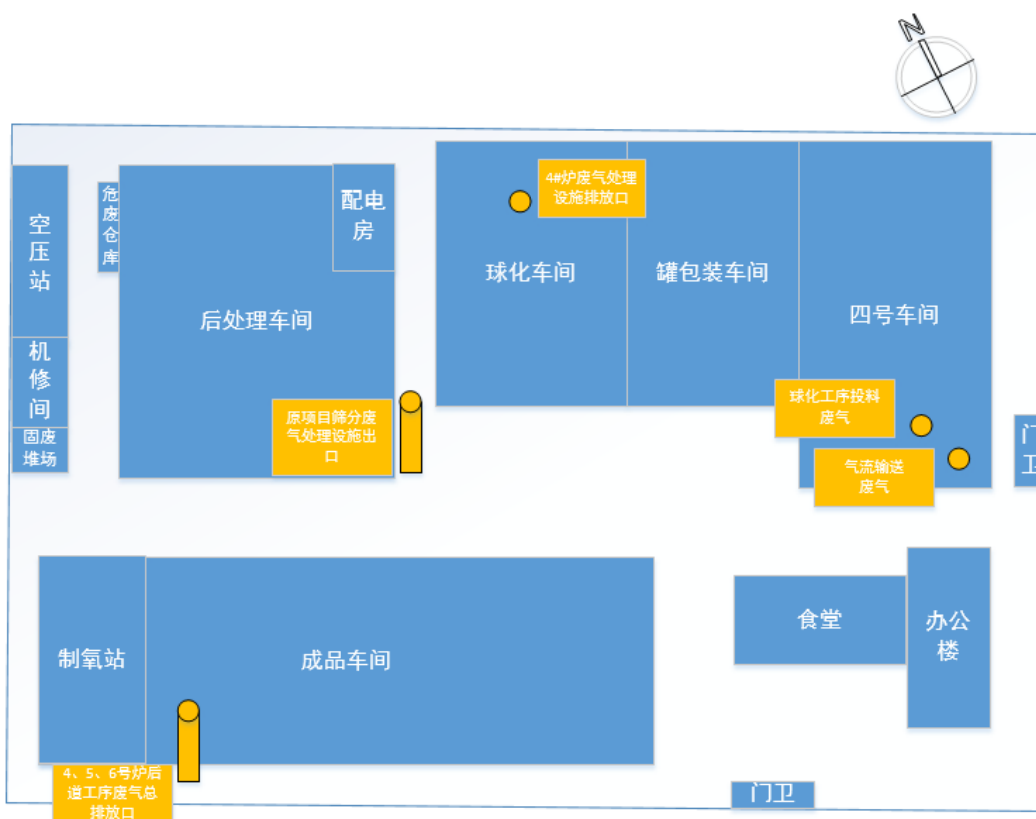 N
空
压
站
危
废
仓
库
配电
房
后处理车间
4#炉废气处理
设施排放口
球化车间
罐包装车间
四号车间
机
修
间
固废
堆场
原项目筛分废
气处理设施出
口
球化工序投料
废气
气流输送
废气
门
卫
制氧站
成品车间
食堂
办公
楼
4、5、6号炉后
道工序废气总
排放口
门卫